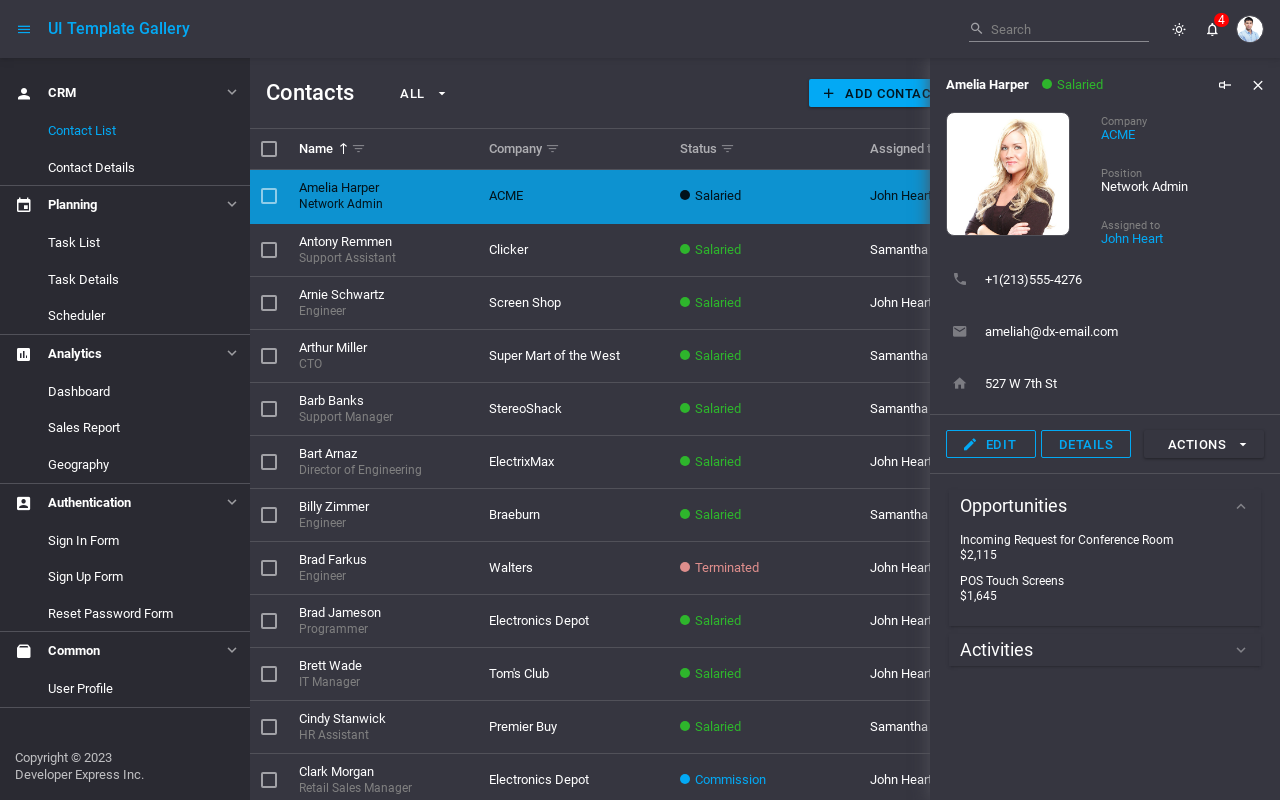 UI Template Gallery
Search
4
CRM
Contact List
Contact Details
Planning
Task List
Task Details
Scheduler
Analytics
Dashboard
Sales Report
Geography
Authentication
Sign In Form
Sign Up Form
Reset Password Form
Common
User Profile
Copyright © 2023
Developer Express Inc.
Contacts
ALL
ADD CONTAC
Name
Company
Status
Assigned
Amelia Harper
Network Admin
ACME
Salaried
John Heart
Antony Remmen
Support Assistant
Clicker
Salaried
Samantha
Arnie Schwartz
Engineer
Screen Shop
Salaried
John Heart
Arthur Miller
CTO
Super Mart of the West
Salaried
Samantha
Barb Banks
Support Manager
StereoShack
Salaried
Samantha
Bart Arnaz
Director of Engineering
ElectrixMax
Salaried
John Heart
Billy Zimmer
Engineer
Braeburn
Salaried
Samantha
Brad Farkus
Engineer
Walters
Terminated
John Heart
Brad Jameson
Programmer
Electronics Depot
Salaried
John Heart
Brett Wade
IT Manager
Tom's Club
Salaried
John Heart
Cindy Stanwick
HR Assistant
Premier Buy
Salaried
Samantha
Clark Morgan
Retail Sales Manager
Electronics Depot
Commission
John Heart
Amelia Harper
Salaried
Company
ACME
Position
Network Admin
Assigned to
John Heart
+1(213)555-4276
ameliah@dx-email.com
527 W 7th St
EDIT
DETAILS
ACTIONS
Opportunities
Incoming Request for Conference Room
$2,115
POS Touch Screens
$1,645
Activities